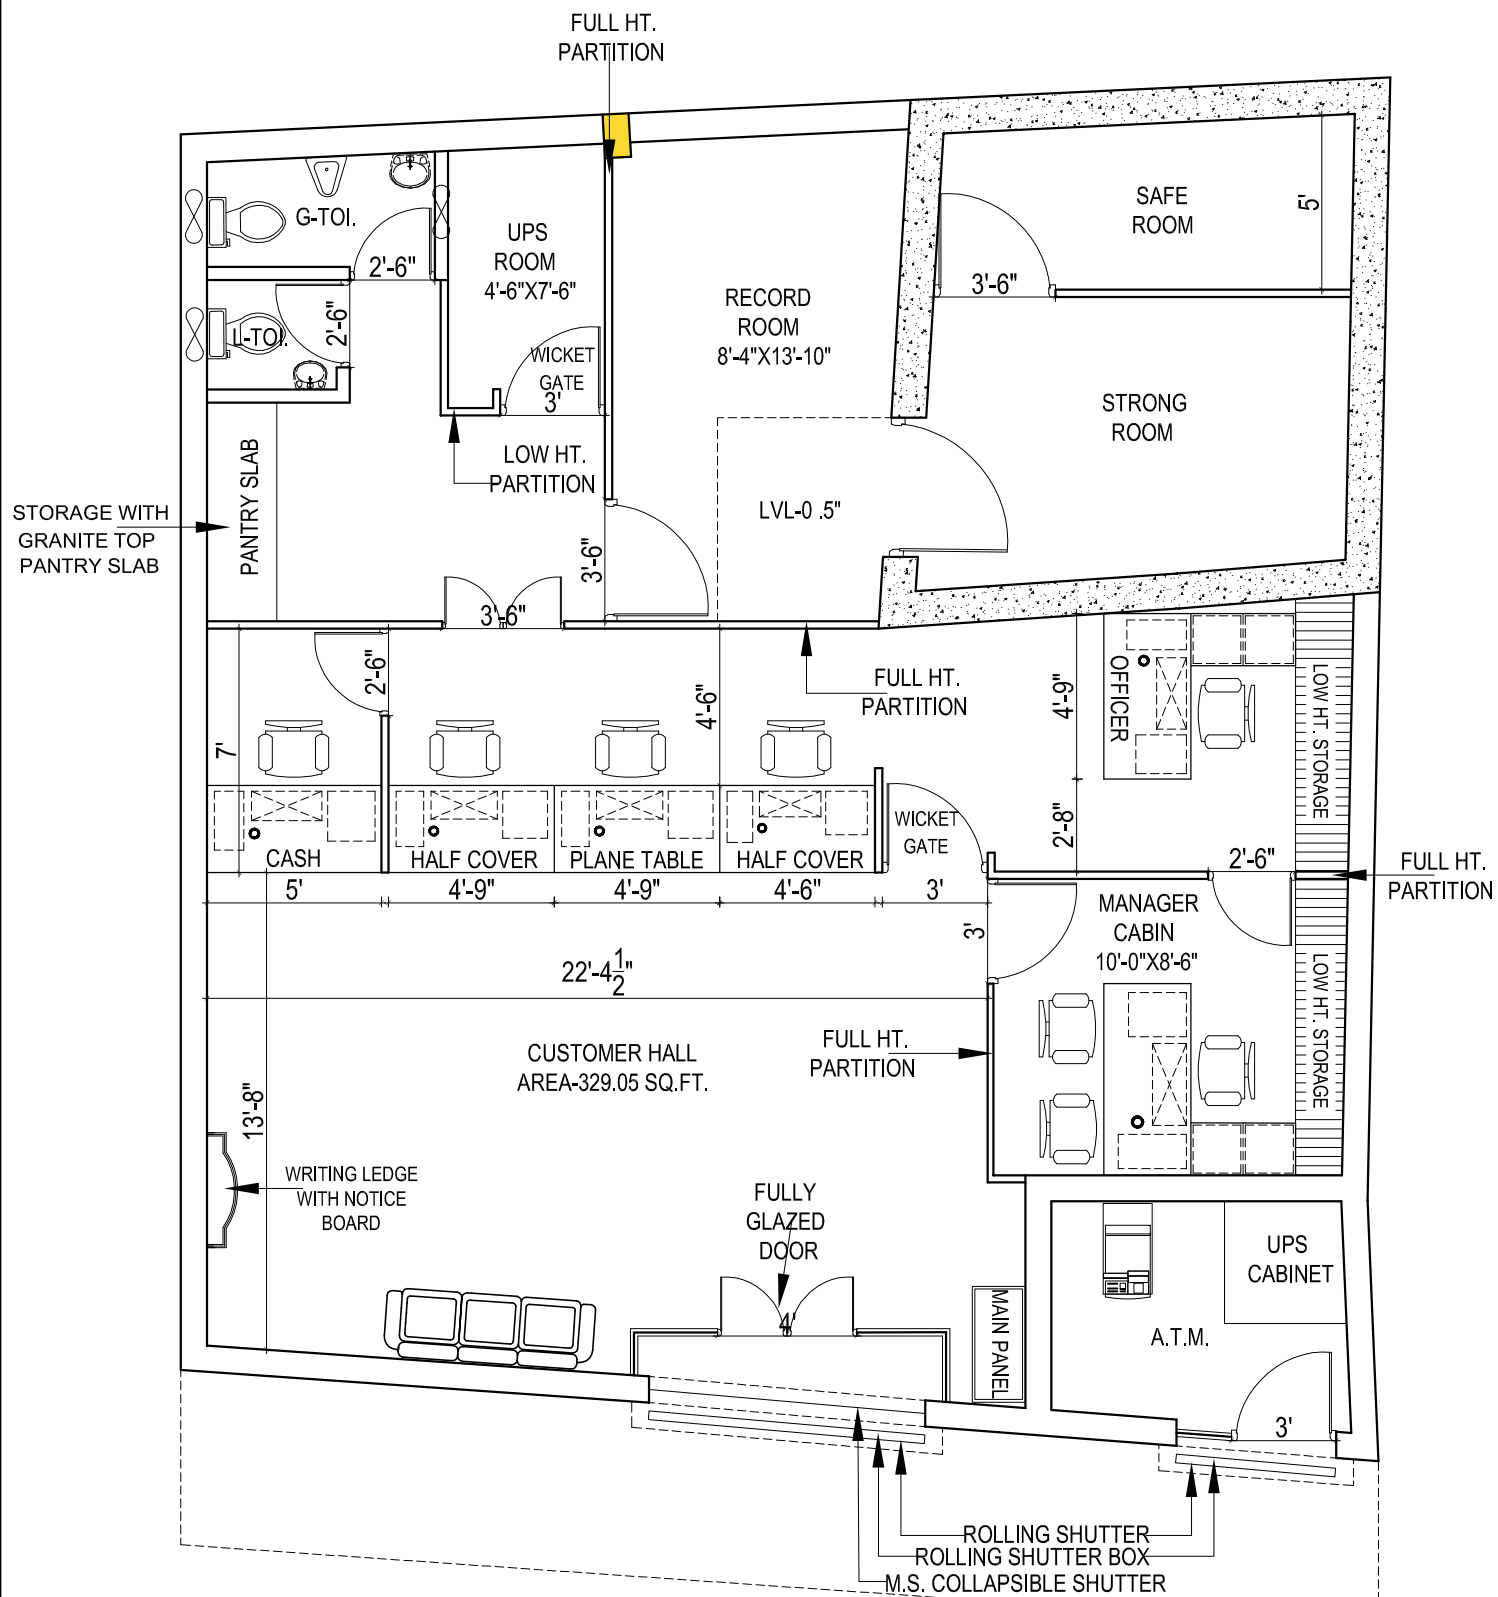 FULL HT.
PARTITION
G-TOI.
2'-6"
UPS
ROOM
4'-6"X7'-6"
SAFE
ROOM
5'
3'-6"
L-TOI.
2'-6"
RECORD
ROOM
8'-4"X13'-10"
WICKET
GATE
3'
STRONG
ROOM
LOW HT.
PARTITION
PANTRY SLAB
STORAGE WITH
GRANITE TOP
PANTRY SLAB
LVL-0 .5"
3'-6"
3'-6"
2'-6"
7'
4'-6"
FULL HT.
PARTITION
4'-9"
OFFICER
LOW HT. STORAGE
2'-8"
WICKET
GATE
CASH
HALF COVER
PLANE TABLE
HALF COVER
2'-6"
FULL HT.
PARTITION
5'
4'-9"
4'-9"
4'-6"
3'
3'
MANAGER
CABIN
10'-0"X8'-6"
22'-4 1/2"
LOW HT. STORAGE
FULL HT.
PARTITION
CUSTOMER HALL
AREA-329.05 SQ.FT.
13'-8"
WRITING LEDGE
WITH NOTICE
BOARD
FULLY
GLAZED
DOOR
4'
MAIN PANEL
UPS
CABINET
A.T.M.
3'
ROLLING SHUTTER
ROLLING SHUTTER BOX
M.S. COLLAPSIBLE SHUTTER